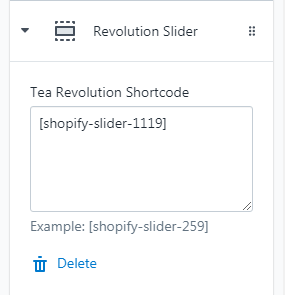 Revolution Slider
Tea Revolution Shortcode
[shopify-slider-1119]
Example: [shopify-slider-259]
Delete